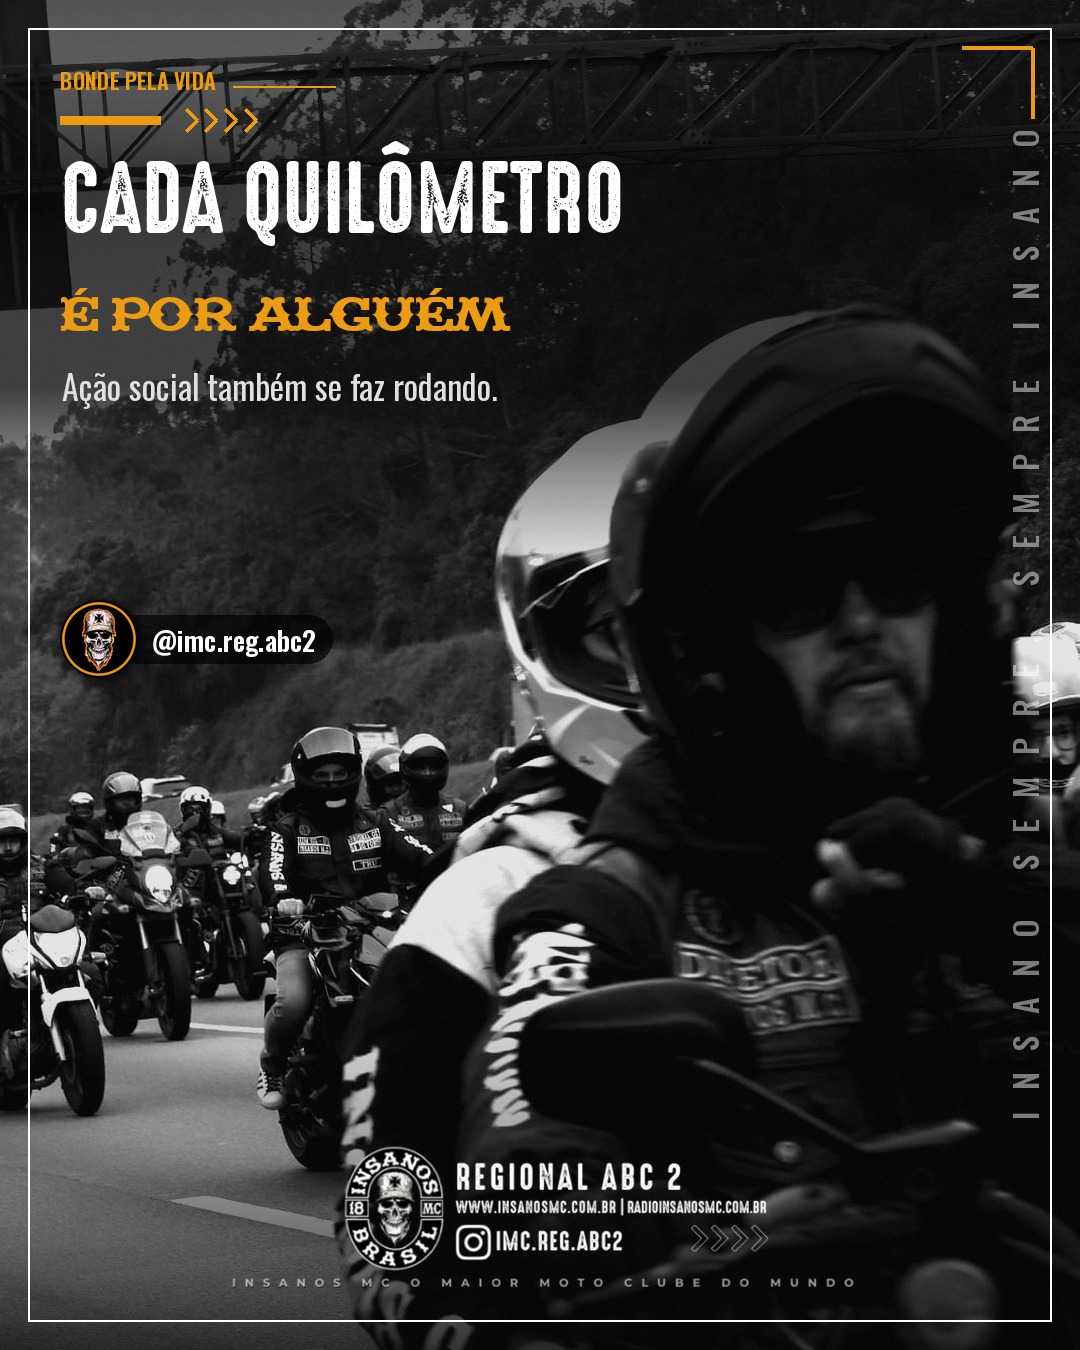 BONDE PELA VIDA
CADA QUILÔMETRO
É POR ALGUÉM
Ação social também se faz rodando.
@imc.reg.abc2
INSANO SEMPRE SEMPRE INSANO
DIRETOR
INSANOS
18 MC
BRASIL
REGIONAL ABC 2
WWW.INSANOSMC.COM.BR | RADIOINSANOSMC.COM.BR
IMC.REG.ABC2
INSANOS MC O MAIOR MOTO CLUBE DO MUNDO